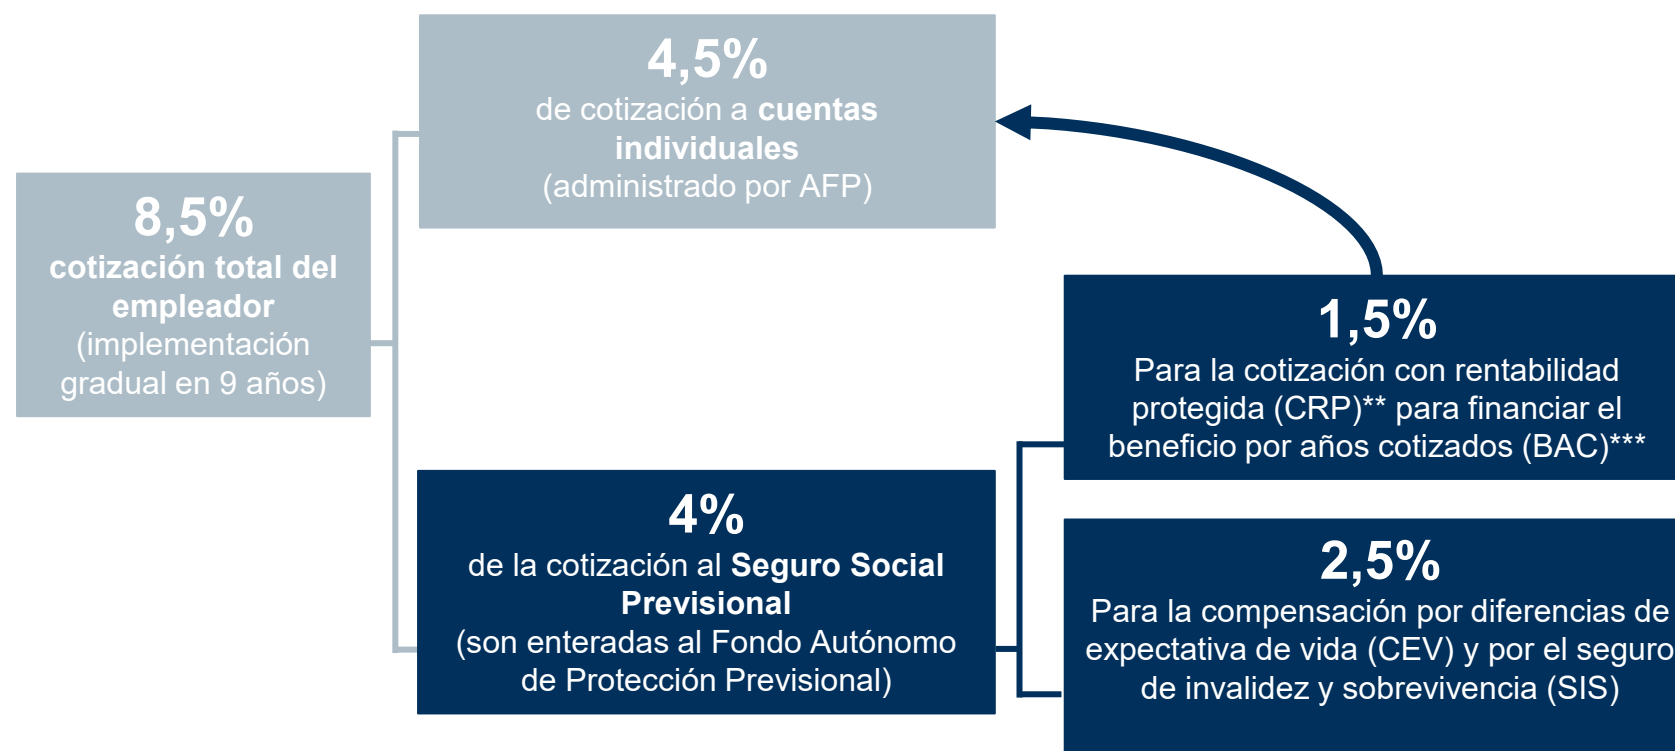 8,5%
cotización total del
empleador
(implementación
gradual en 9 años)
4,5%
de cotización a cuentas
individuales
(administrado por AFP)
4%
de la cotización al Seguro Social
Previsional
(son enteradas al Fondo Autónomo
de Protección Previsional)
1,5%
Para la cotización con rentabilidad
protegida (CRP)** para financiar el
beneficio por años cotizados (BAC)***
2,5%
Para la compensación por diferencias de
expectativa de vida (CEV) y por el seguro
de invalidez y sobrevivencia (SIS)